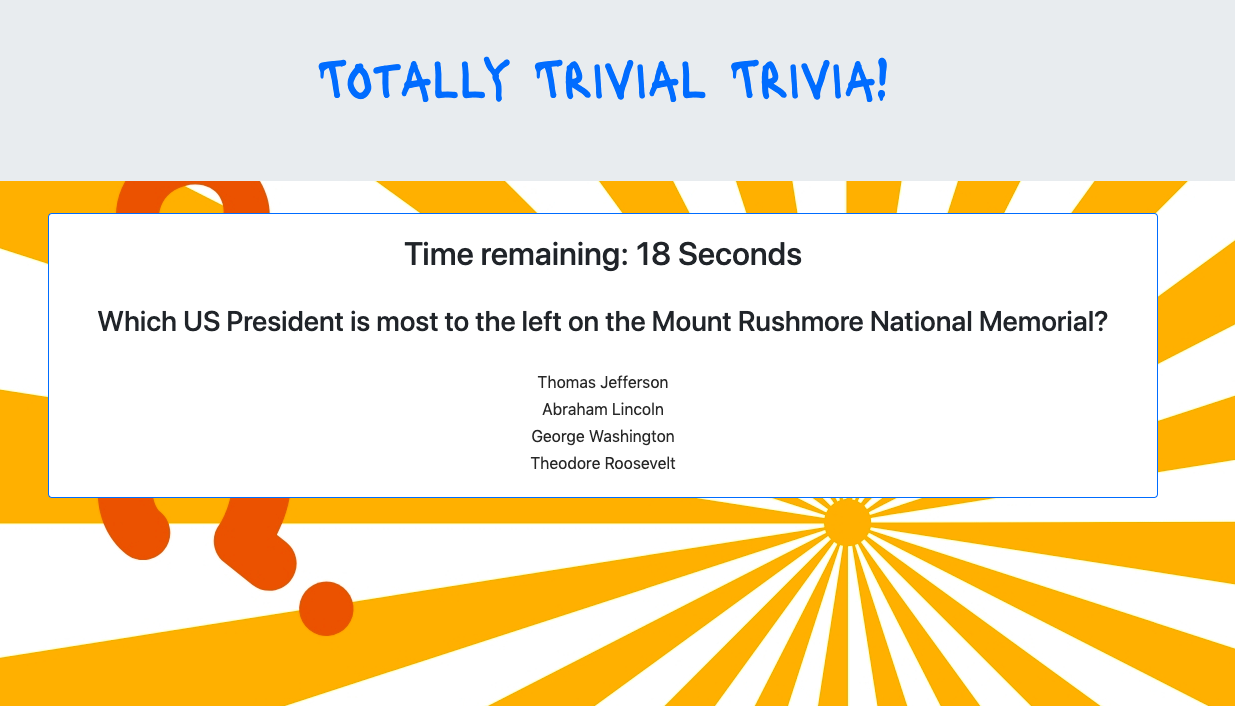 TOTALLY TRIVIAL TRIVIA!
Time remaining: 18 Seconds
Which US President is most to the left on the Mount Rushmore National Memorial?
Thomas Jefferson
Abraham Lincoln
George Washington
Theodore Roosevelt